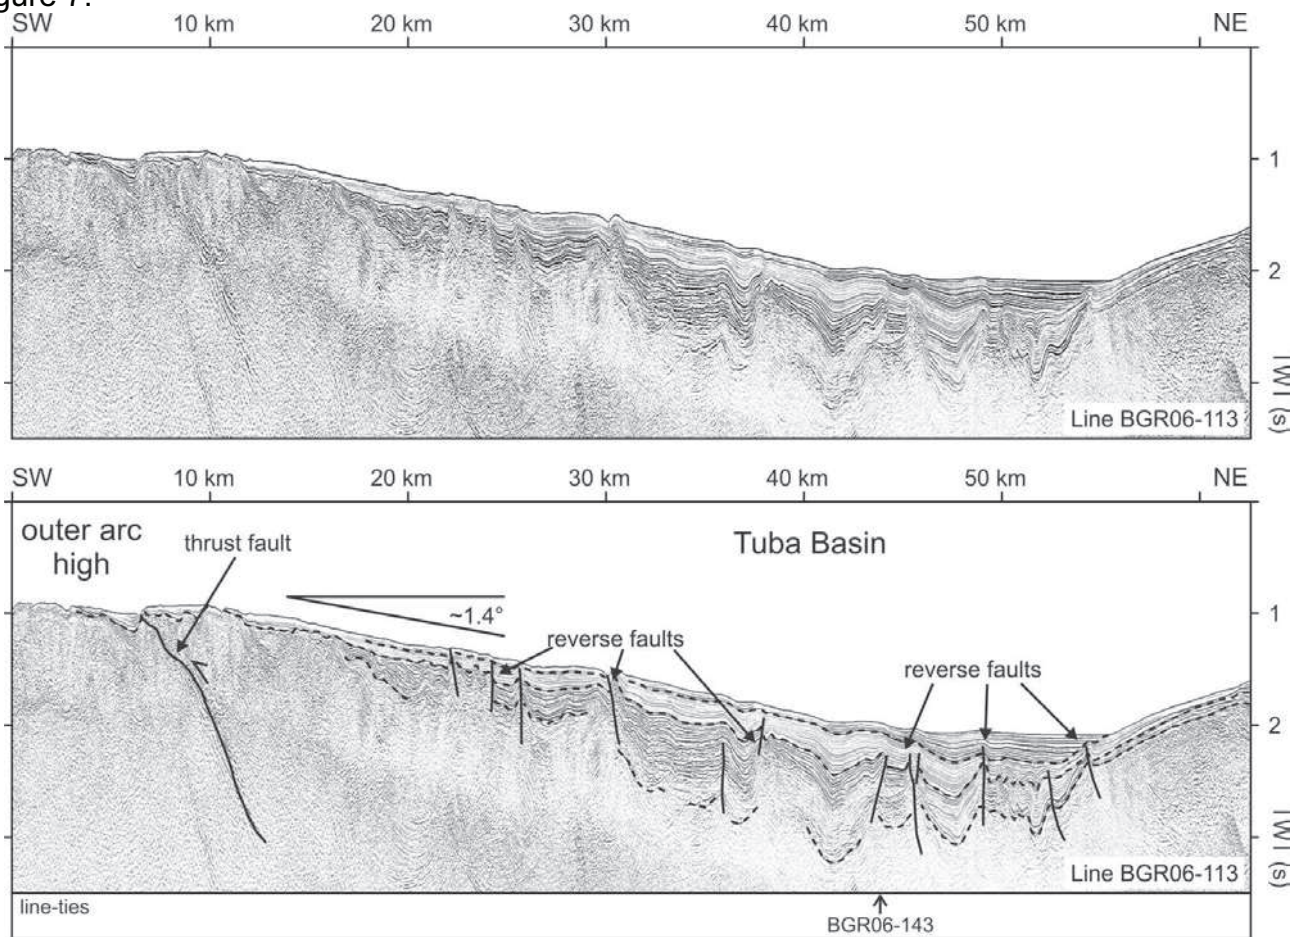 gure 7.
SW 10 km 20 km 30 km 40 km 50 km NE
1
2
TWT (s)
Line BGR06-113
SW 10 km 20 km 30 km 40 km 50 km NE
outer arc
high
thrust fault
Tuba Basin
~1.4°
1
reverse faults
reverse faults
2
TWT (s)
Line BGR06-113
line-ties
BGR06-143